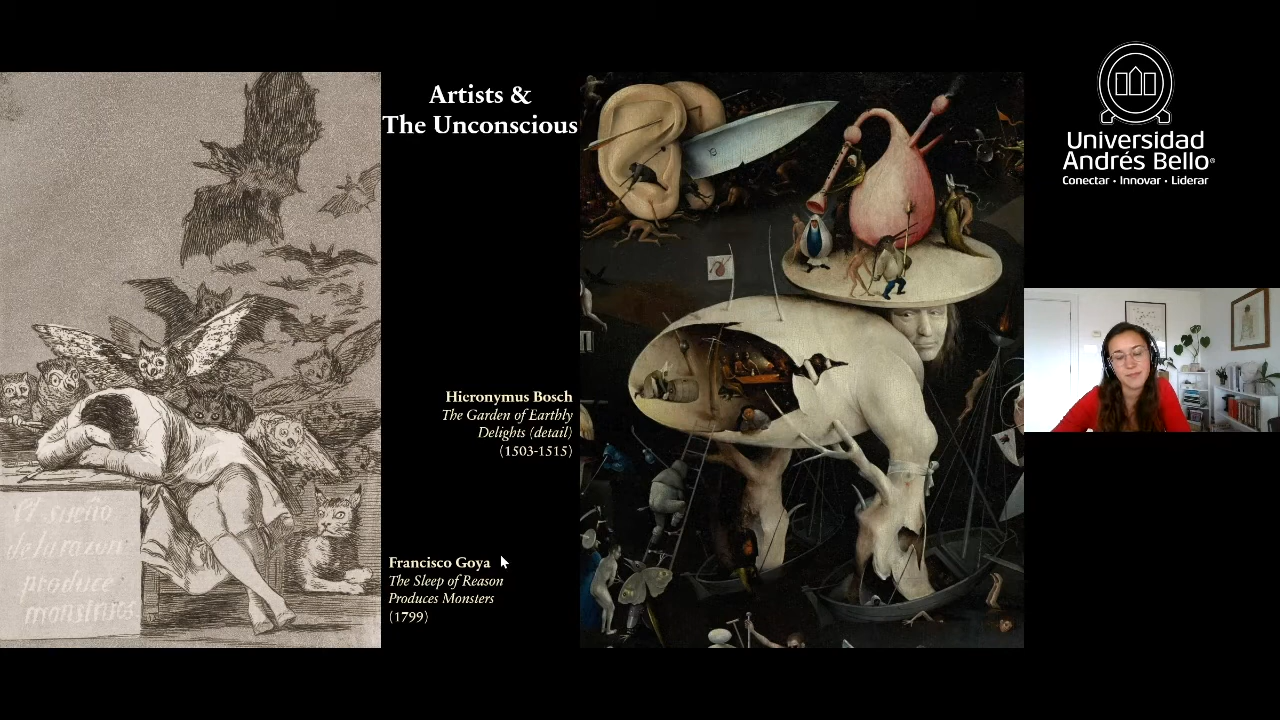 Artists &
The Unconscious
Hieronymus Bosch
The Garden of Earthly
Delights (detail)
(1503-1515)
Francisco Goya
The Sleep of Reason
Produces Monsters
(1799)
El sueño
de la razon
produce
monstruos.
Universidad
Andrés Bello®
Conectar • Innovar • Liderar